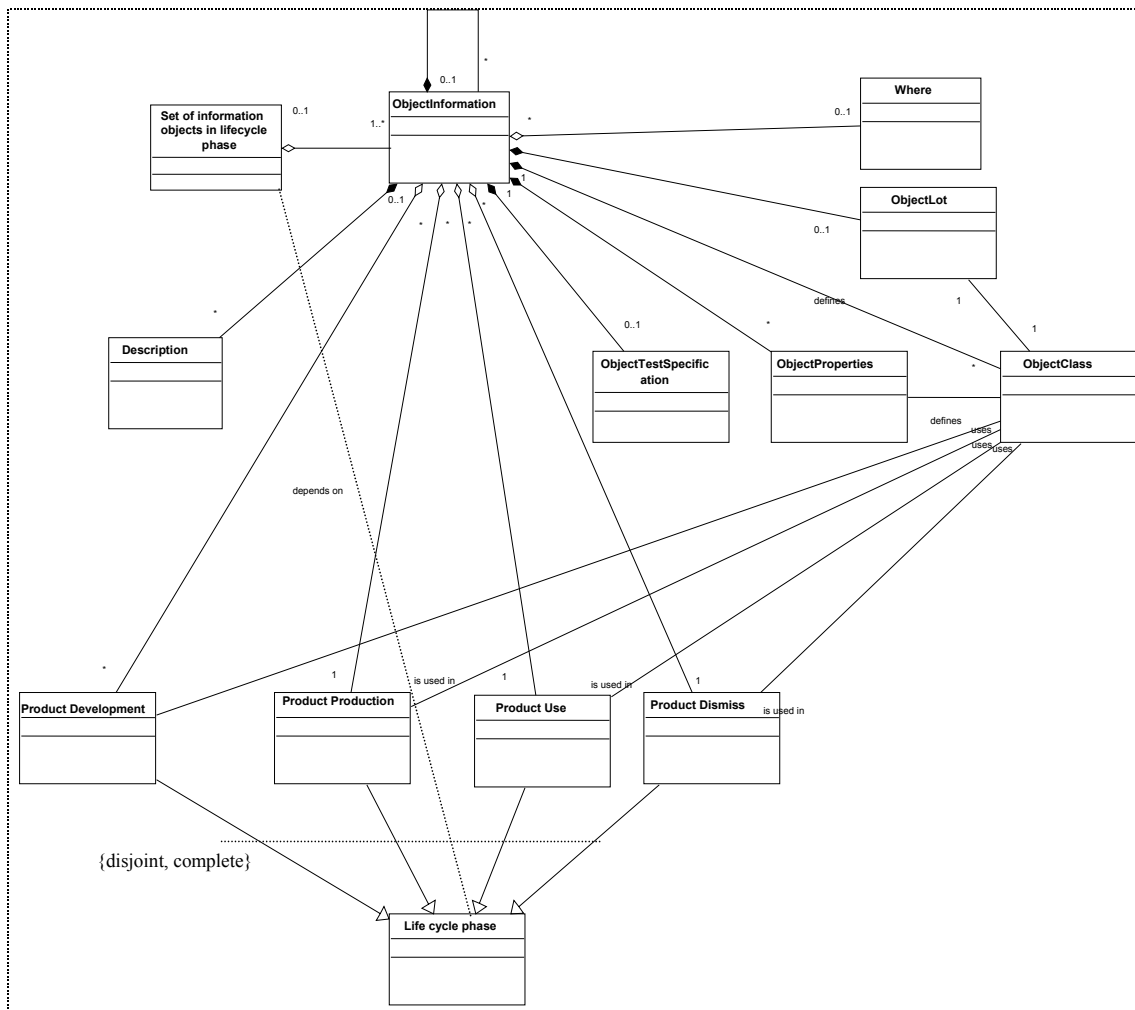 *
0..1
ObjectInformation
Where
Set of information
objects in lifecycle
phase
0..1
1..*
*
0..1
ObjectLot
0..1
1
1
*
*
*
*
0..1
defines
1
1
*
0..1
*
Description
ObjectTestSpecific
ation
ObjectProperties
*
ObjectClass
defines
uses
uses
uses
depends on
*
1
is used in
1
is used in
1
Product Development
Product Production
Product Use
Product Dismiss
is used in
{disjoint, complete}
Life cycle phase